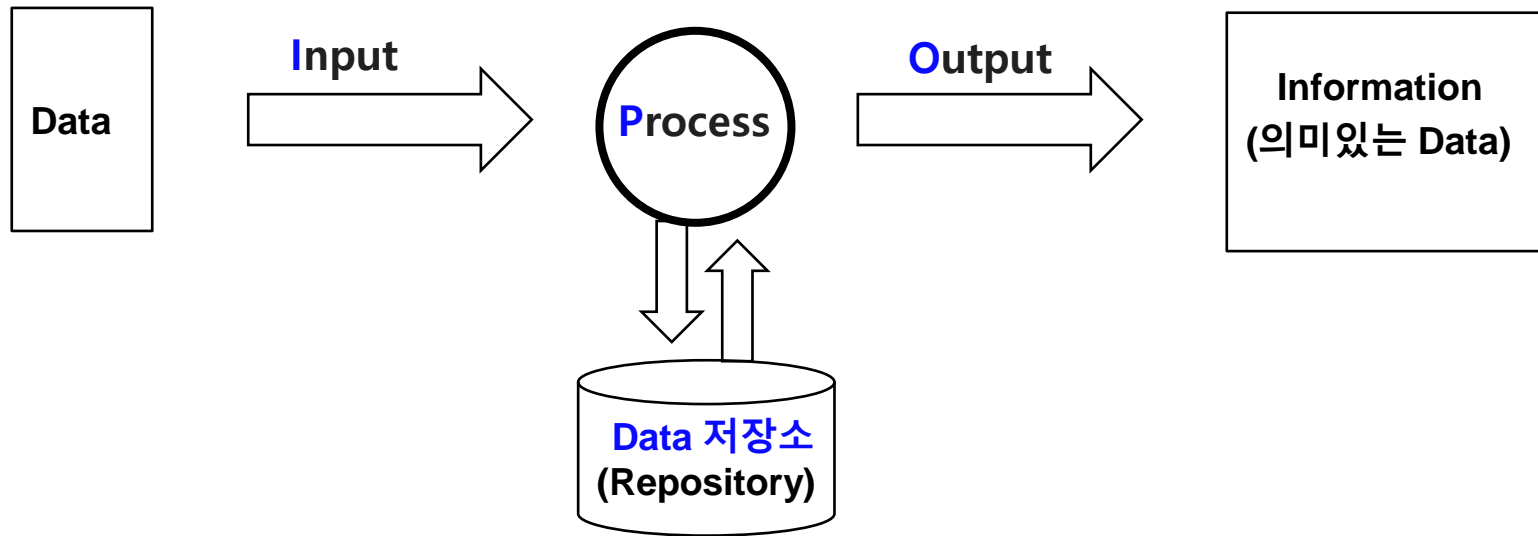 Data
Input
Process
Output
Information
(의미있는 Data)
Data 저장소
(Repository)